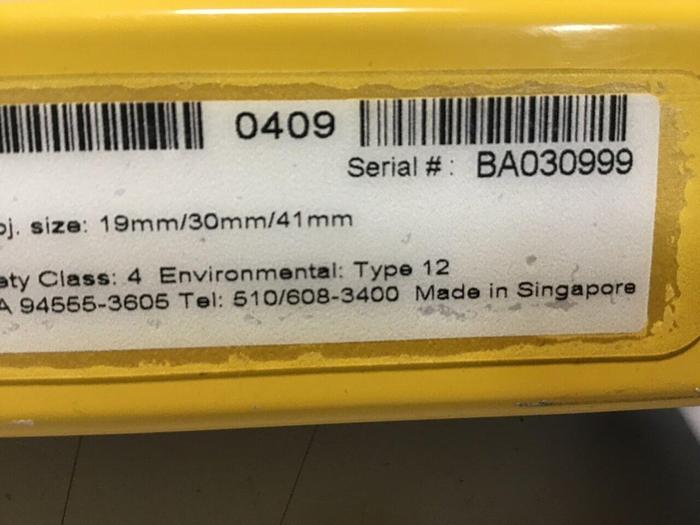 0409
Serial #: BA030999
size: 19mm/30mm/41mm
Class: 4 Environmental: Type 12
94555-3605 Tel: 510/608-3400 Made in Singapore